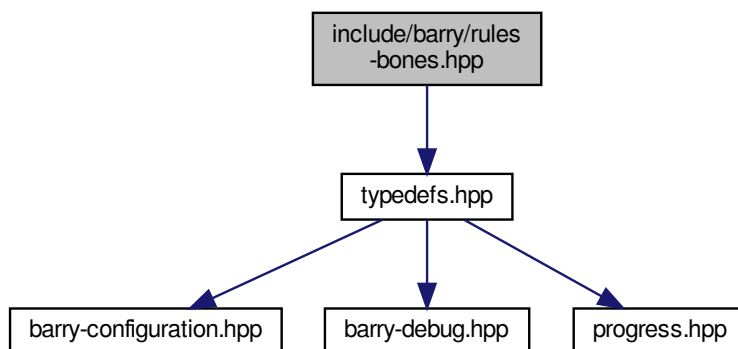 include/barry/rules
-bones.hpp
typedefs.hpp
barry-configuration.hpp
barry-debug.hpp
progress.hpp